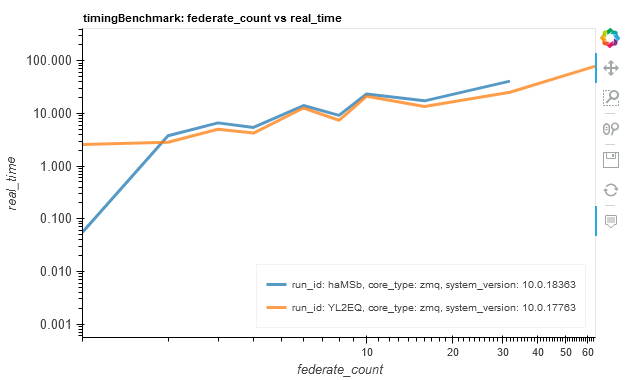 timingBenchmark: federate_count vs real_time
100.000
10.000
1.000
0.100
0.010
0.001
real_time
run_id: haMSb, core_type: zmq, system_version: 10.0.18363
run_id: YL2EQ, core_type: zmq, system_version: 10.0.17763
10 20 30 40 50 60
federate_count